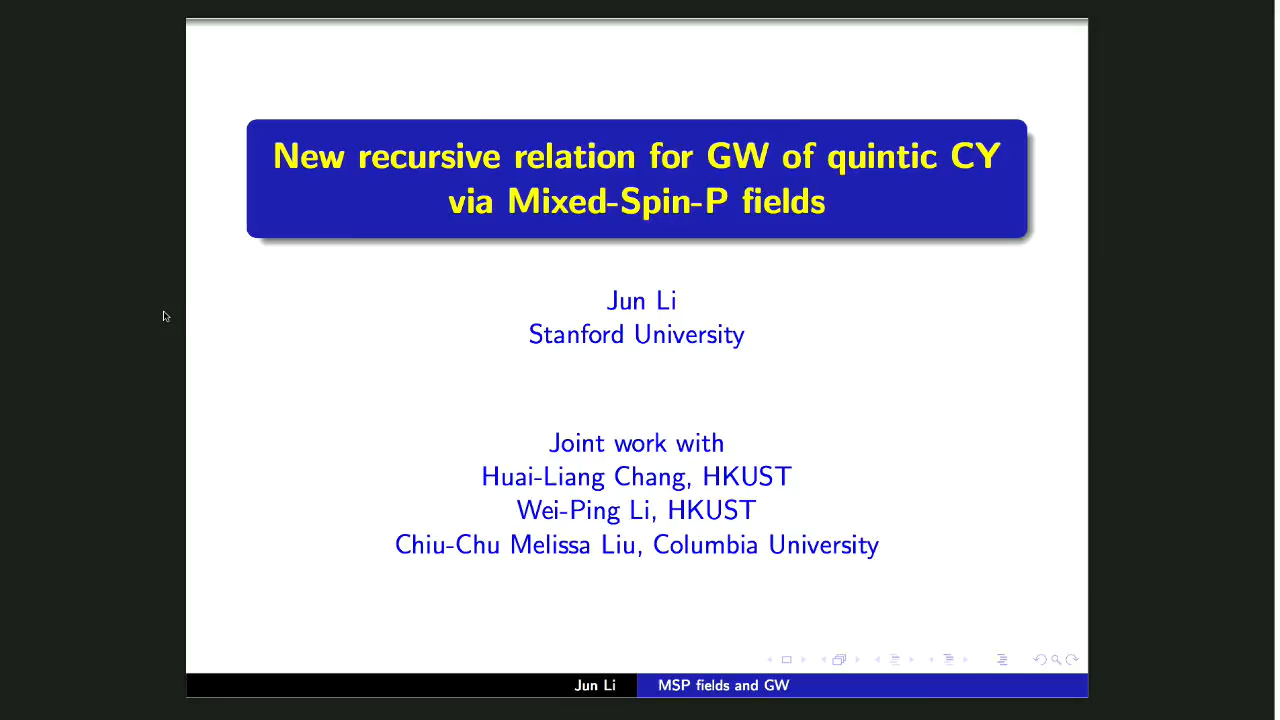 New recursive relation for GW of quintic CY
via Mixed-Spin-P fields
Jun Li
Stanford University
Joint work with
Huai-Liang Chang, HKUST
Wei-Ping Li, HKUST
Chiu-Chu Melissa Liu, Columbia University
Jun Li
MSP fields and GW